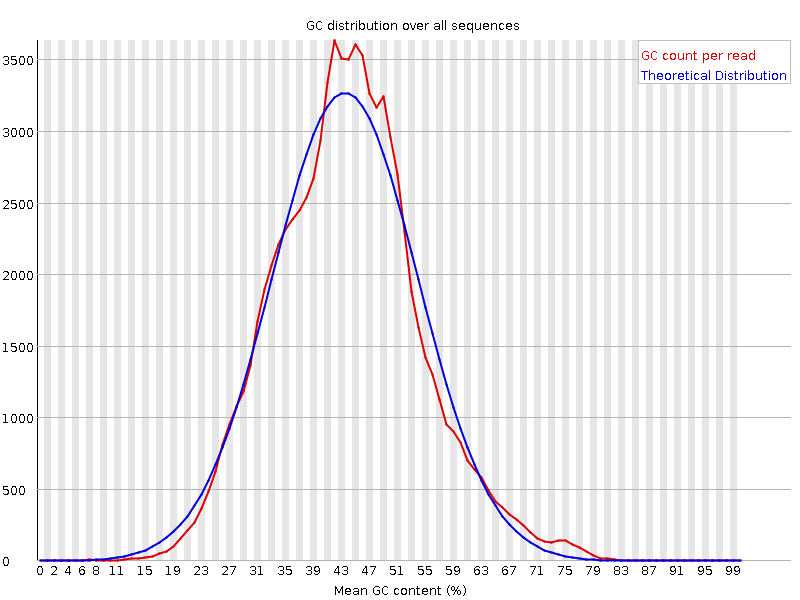 GC distribution over all sequences
GC count per read
Theoretical Distribution
3500
3000
2500
2000
1500
1000
500
0
0 2 4 6 8 11 15 19 23 27 31 35 39 43 47 51 55 59 63 67 71 75 79 83 87 91 95 99
Mean GC content (%)